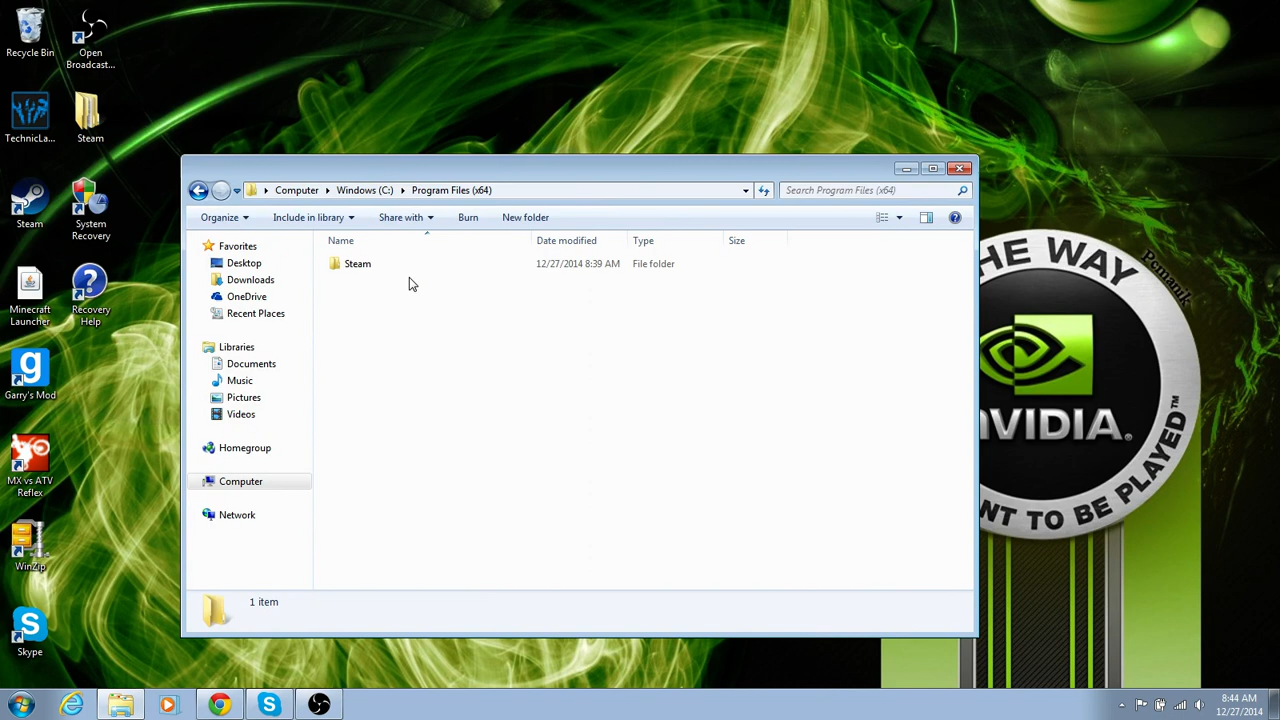 Recycle Bin
Open
Broadcast...
TechnicLa...
Steam
Steam
System
Recovery
Minecraft
Launcher
Recovery
Help
Garry's Mod
MX vs ATV
Reflex
WinZip
Skype
Computer Windows (C:) Program Files (x64)
Search Program Files (x64)
Organize Include in library Share with Burn New folder
Name Date modified Type Size
Steam 12/27/2014 8:39 AM File folder
Favorites
Desktop
Downloads
OneDrive
Recent Places
Libraries
Documents
Music
Pictures
Videos
Homegroup
Computer
Network
1 item
HE WAY
Pcmanik
NVIDIA.
NT TO BE PLAYED™
8:44 AM
12/27/2014